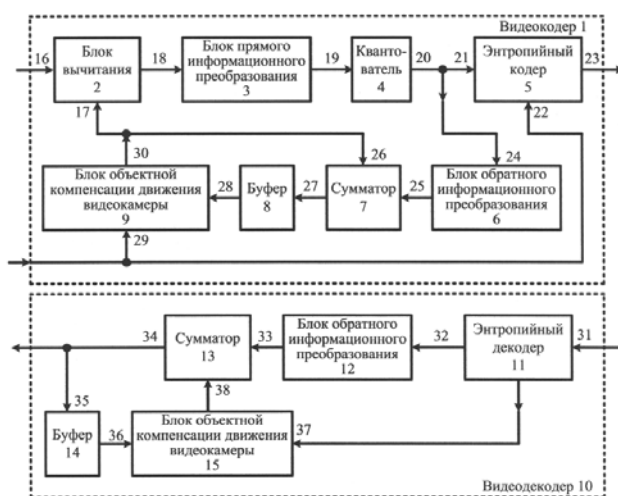 Видеокодер 1
16
Блок
вычитания
2
18
Блок прямого
информационного
преобразования
3
19
Кванто-
ватель
4
20
21
Энтропийный
кодер
5
23
17
22
30
26
24
Блок объектной
компенсации движения
видеокамеры
9
28
Буфер
8
27
Сумматор
7
25
Блок обратного
информационного
преобразования
6
29
34
Сумматор
13
33
Блок обратного
информационного
преобразования
12
32
Энтропийный
декодер
11
31
35
38
Буфер
14
36
Блок объектной
компенсации движения
видеокамеры
15
37
Видеодекодер 10